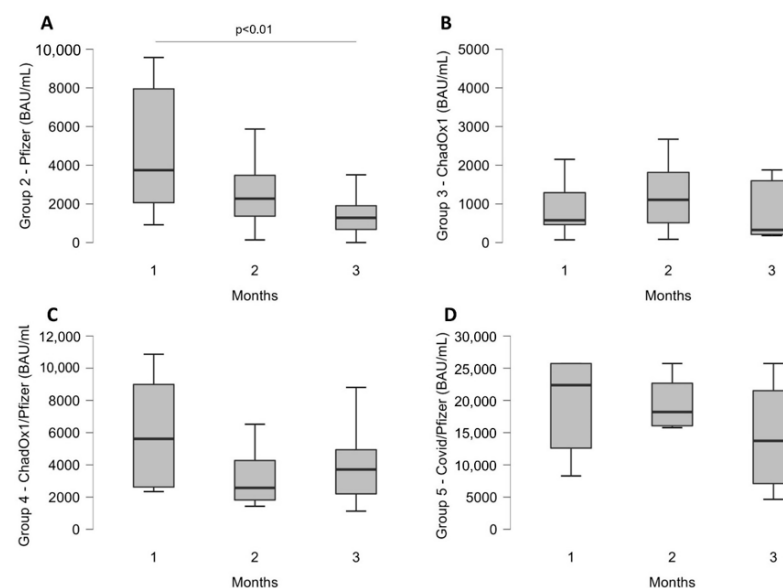 A
p<0.01
Group 2 - Pfizer (BAU/mL)
10,000
8000
6000
4000
2000
0
1 2 3
Months
B
Group 3 - ChadOx1 (BAU/mL)
5000
4000
3000
2000
1000
0
1 2 3
Months
C
Group 4 - ChadOx1/Pfizer (BAU/mL
12,000
10,000
8000
6000
4000
2000
0
1 2 3
Months
D
Group 5 - Covid/Pfizer (BAU/mL)
30,000
25,000
20,000
15,000
10,000
5000
0
1 2 3
Months